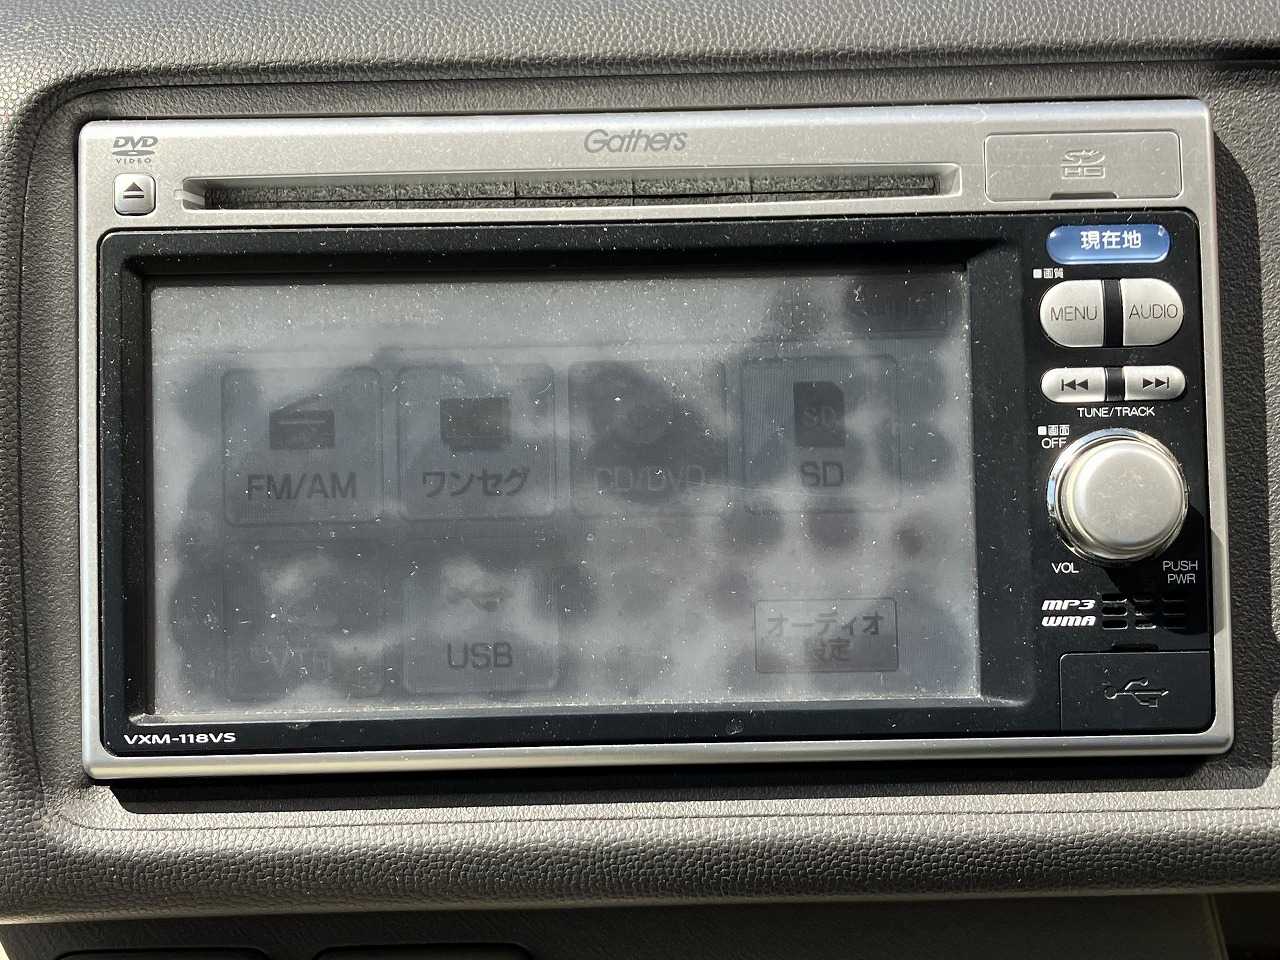 DVD
VIDEO
Gathers
SD
HC
現在地
■画質
MENU
AUDIO
TUNE/TRACK
■画面
OFF
VOL
PUSH
PWR
MP3
WMA
SD
FM/AM
ワンセグ
CD/DVD
SD
USB
オーディオ
設定
VXM-118VS